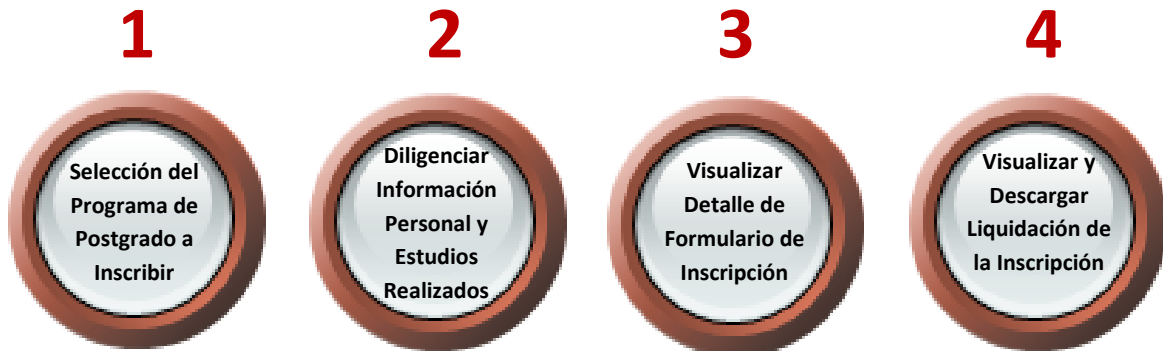 1
Selección del
Programa de
Postgrado a
Inscribir
2
Diligenciar
Información
Personal y
Estudios
Realizados
3
Visualizar
Detalle de
Formulario de
Inscripción
4
Visualizar y
Descargar
Liquidación de
la Inscripción